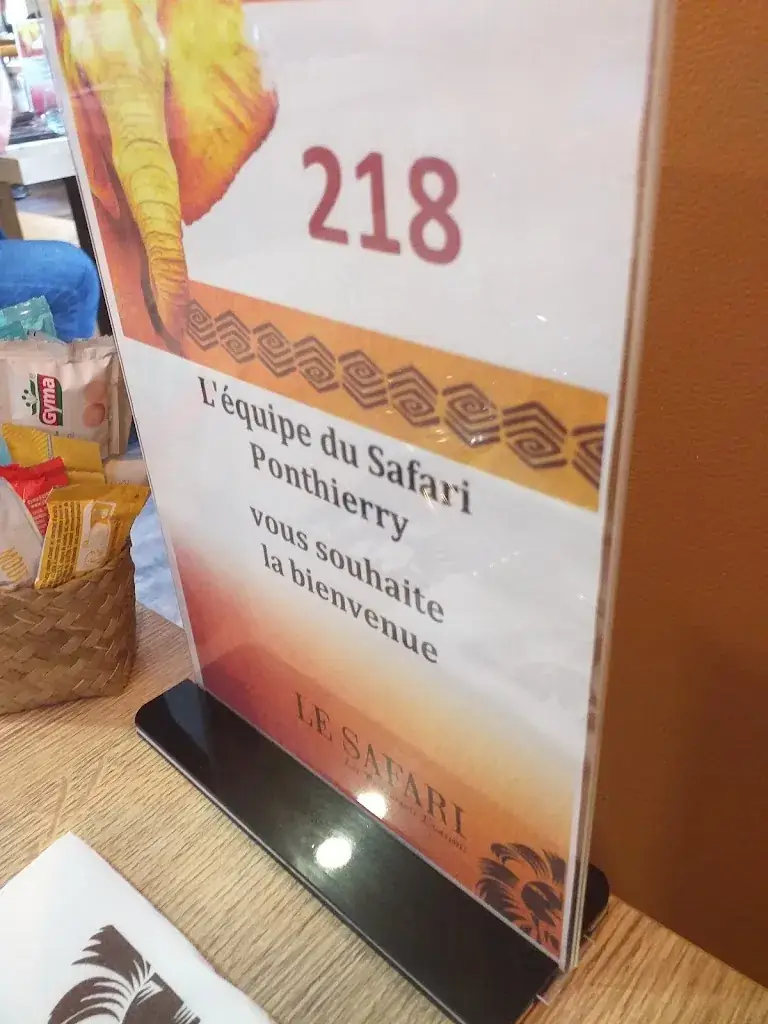 218
L'équipe du Safari
Ponthierry
vous souhaite
la bienvenue
LE SAFARI
Gyma